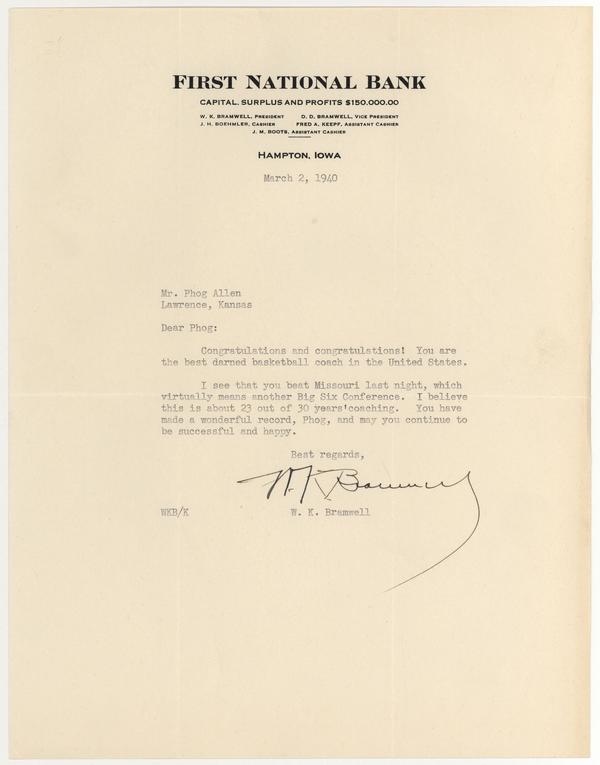 FIRST NATIONAL BANK
CAPITAL, SURPLUS AND PROFITS $150,000.00
W. K. BRAMWELL, PRESIDENT D. D. BRAMWELL, VICE PRESIDENT
J. H. BOEHMLER, CASHIER FRED A. KEEPF, ASSISTANT CASHIER
J. M. BOOTS, ASSISTANT CASHIER
HAMPTON, IOWA
March 2, 1940
Mr. Phog Allen
Lawrence, Kansas
Dear Phog:
Congratulations and congratulations! You are
the best darned basketball coach in the United States.
I see that you beat Missouri last night, which
virtually means another Big Six Conference. I believe
this is about 23 out of 30 years'coaching. You have
made a wonderful record, Phog, and may you continue to
be successful and happy.
Best regards,
W. K. Bramwell
WKB/K W. K. Bramwell